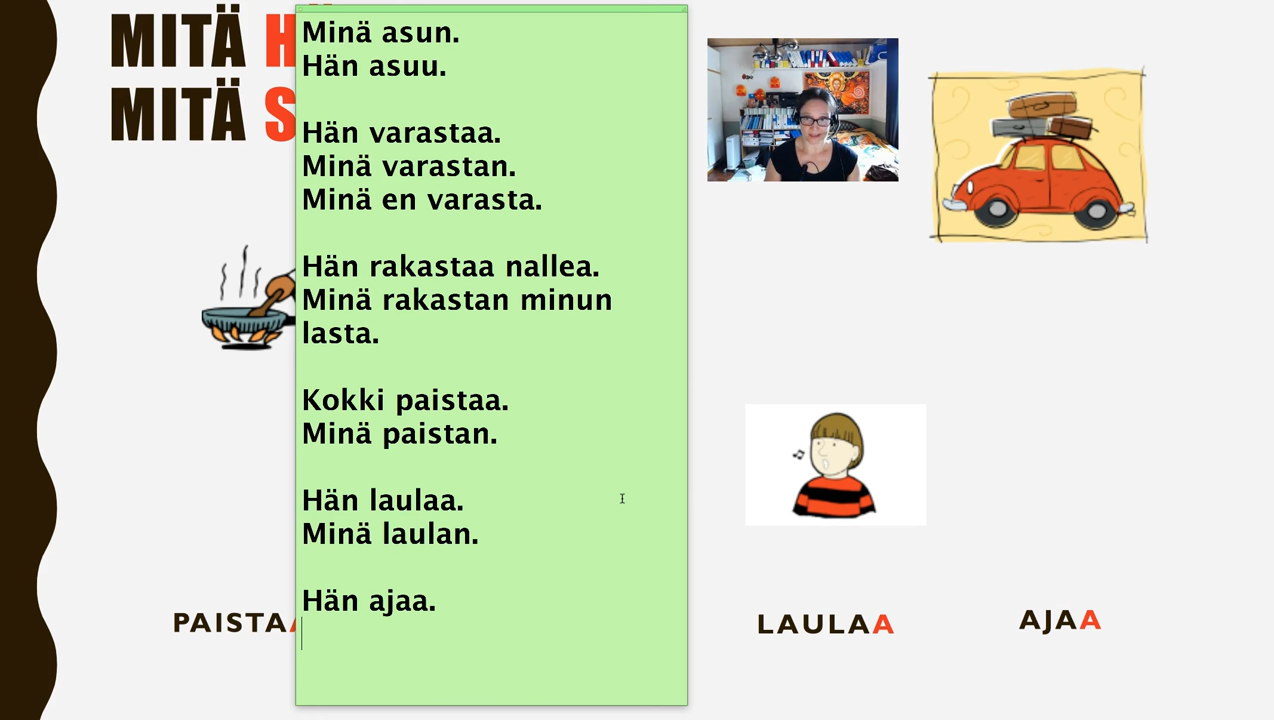 MITÄ H
MITÄ S
Minä asun.
Hän asuu.
Hän varastaa.
Minä varastan.
Minä en varasta.
Hän rakastaa nallea.
Minä rakastan minun
lasta.
Kokki paistaa.
Minä paistan.
Hän laulaa.
Minä laulan.
Hän ajaa.
PAISTAA
LAULAA
AJAA